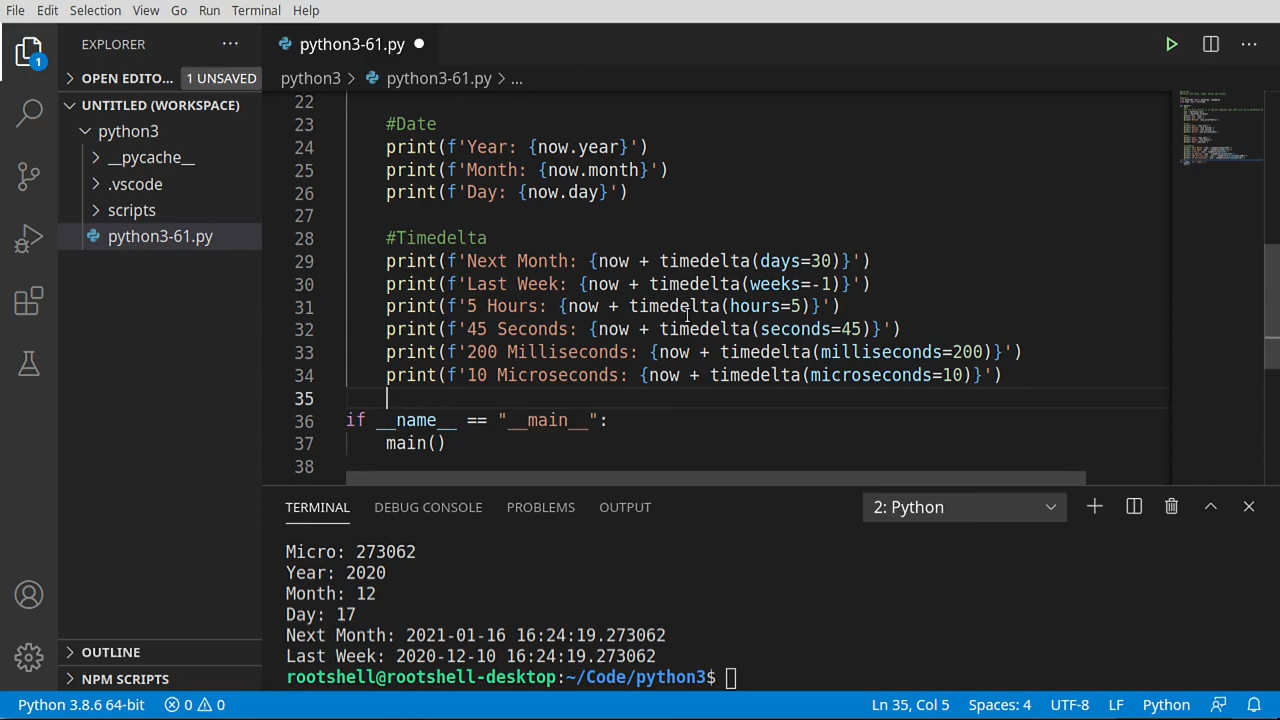 File Edit Selection View Go Run Terminal Help
EXPLORER
python3-61.py
OPEN EDITO... 1 UNSAVED
python3 > python3-61.py > ...
UNTITLED (WORKSPACE)
python3
__pycache__
.vscode
scripts
python3-61.py
22
23 #Date
24 print(f'Year: {now.year}')
25 print(f'Month: {now.month}')
26 print(f'Day: {now.day}')
27
28 #Timedelta
29 print(f'Next Month: {now + timedelta(days=30)}')
30 print(f'Last Week: {now + timedelta(weeks=-1)}')
31 print(f'5 Hours: {now + timedelta(hours=5)}')
32 print(f'45 Seconds: {now + timedelta(seconds=45)}')
33 print(f'200 Milliseconds: {now + timedelta(milliseconds=200)}')
34 print(f'10 Microseconds: {now + timedelta(microseconds=10)}')
35
36 if __name__ == "__main__":
37 main()
38
TERMINAL DEBUG CONSOLE PROBLEMS OUTPUT 2: Python
Micro: 273062
Year: 2020
Month: 12
Day: 17
Next Month: 2021-01-16 16:24:19.273062
Last Week: 2020-12-10 16:24:19.273062
rootshell@rootshell-desktop:~/Code/python3$
1
OUTLINE
NPM SCRIPTS
Python 3.8.6 64-bit 0 0 Ln 35, Col 5 Spaces: 4 UTF-8 LF Python